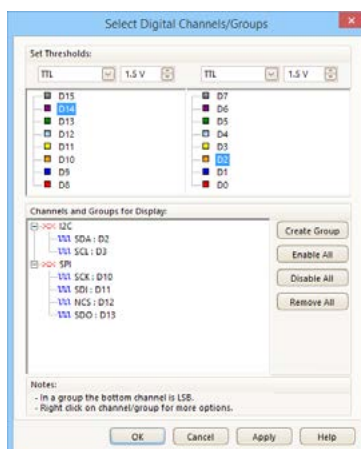 Select Digital Channels/Groups
Set Thresholds:
TTL 1.5 V TTL 1.5 V
D15 D7
D14 D6
D13 D5
D12 D4
D11 D3
D10 D2
D9 D1
D8 D0
Channels and Groups for Display:
I2C
SDA : D2
SCL : D3
SPI
SCK : D10
SDI : D11
NCS : D12
SDO : D13
Create Group
Enable All
Disable All
Remove All
Notes:
- In a group the bottom channel is LSB.
- Right click on channel/group for more options.
OK Cancel Apply Help